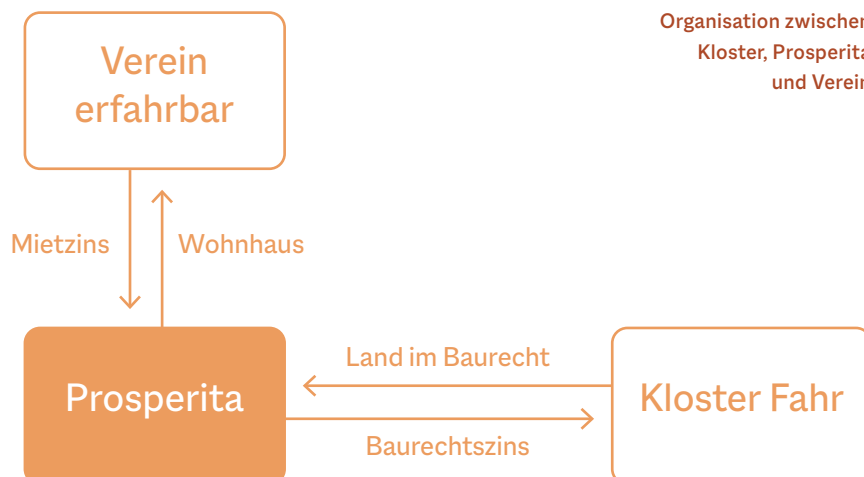 Organisation zwischen
Kloster, Prosperita
und Verein
Verein
erfahrbar
Mietzins
Wohnhaus
Land im Baurecht
Prosperita
Kloster Fahr
Baurechtszins